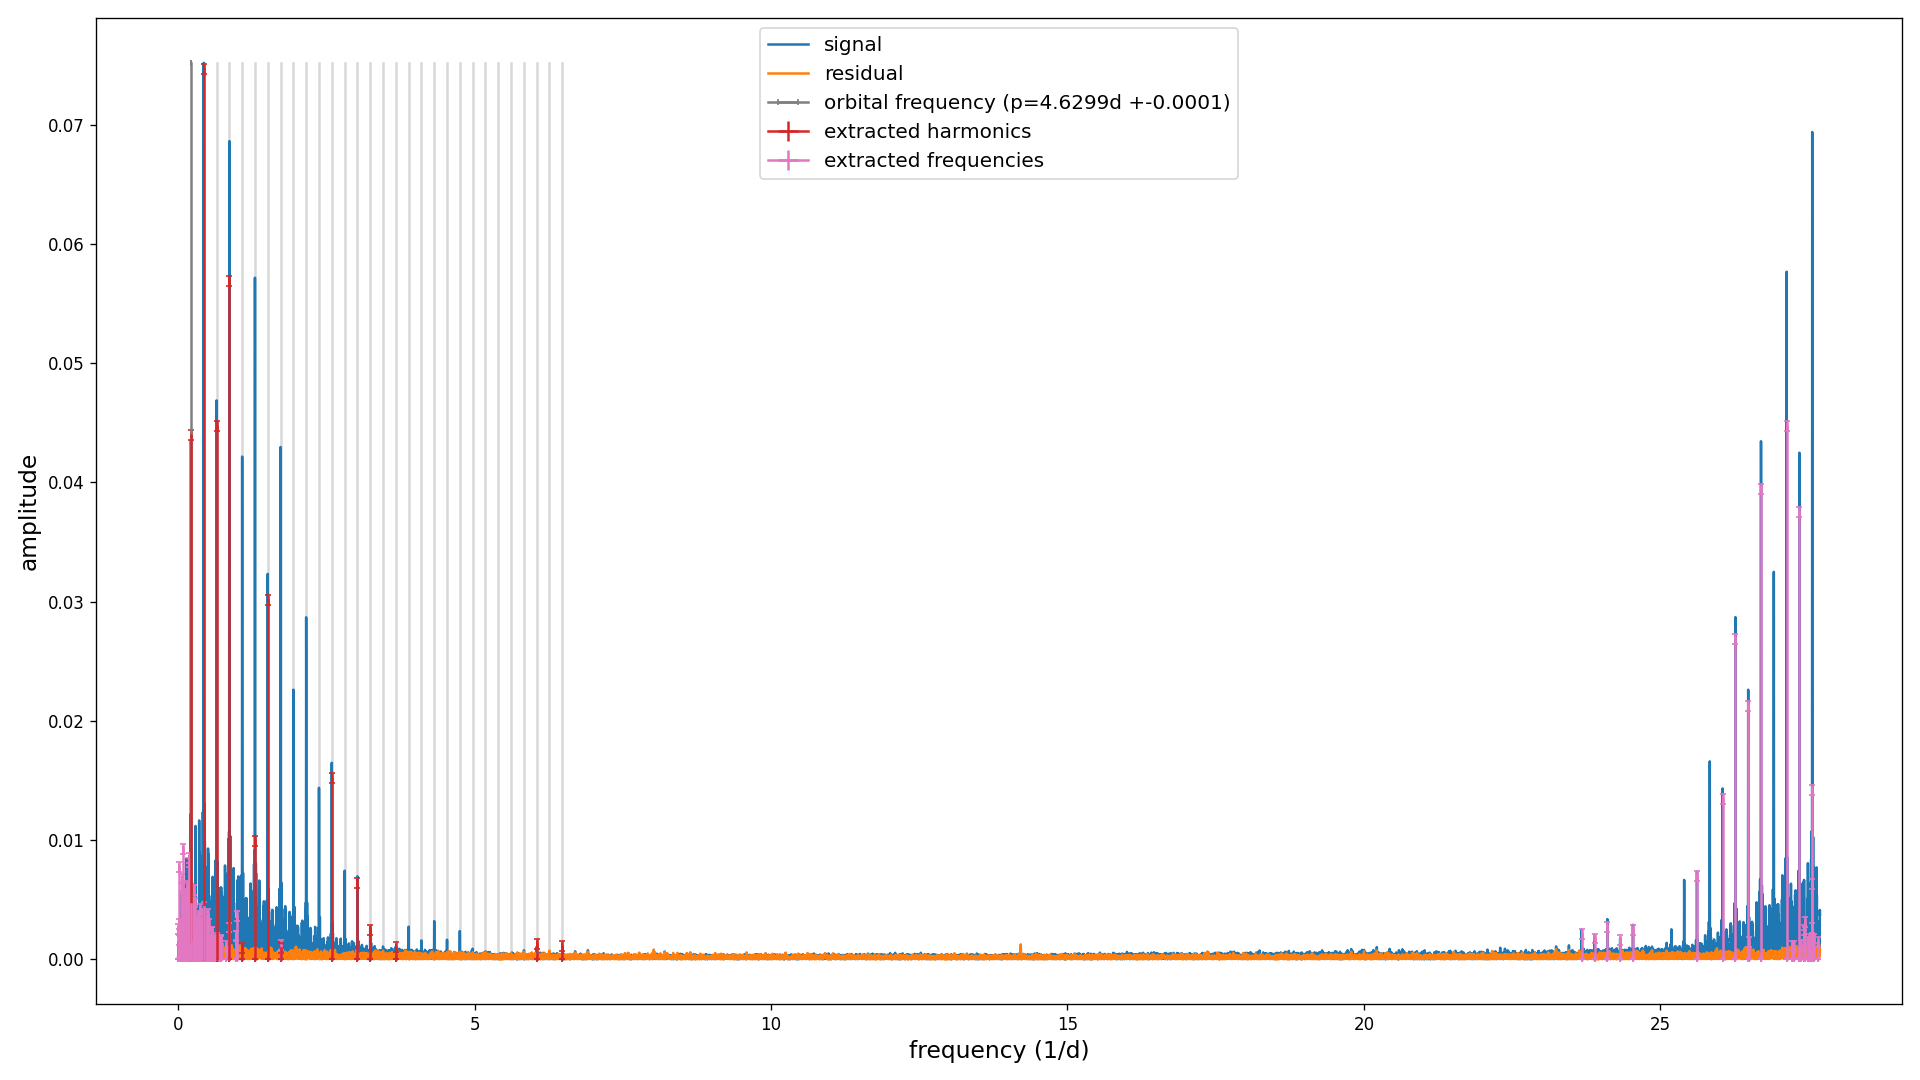 signal
residual
orbital frequency (p=4.6299d +-0.0001)
extracted harmonics
extracted frequencies
0.07
0.06
0.05
0.04
0.03
0.02
0.01
0.00
amplitude
0
5
10
15
20
25
frequency (1/d)